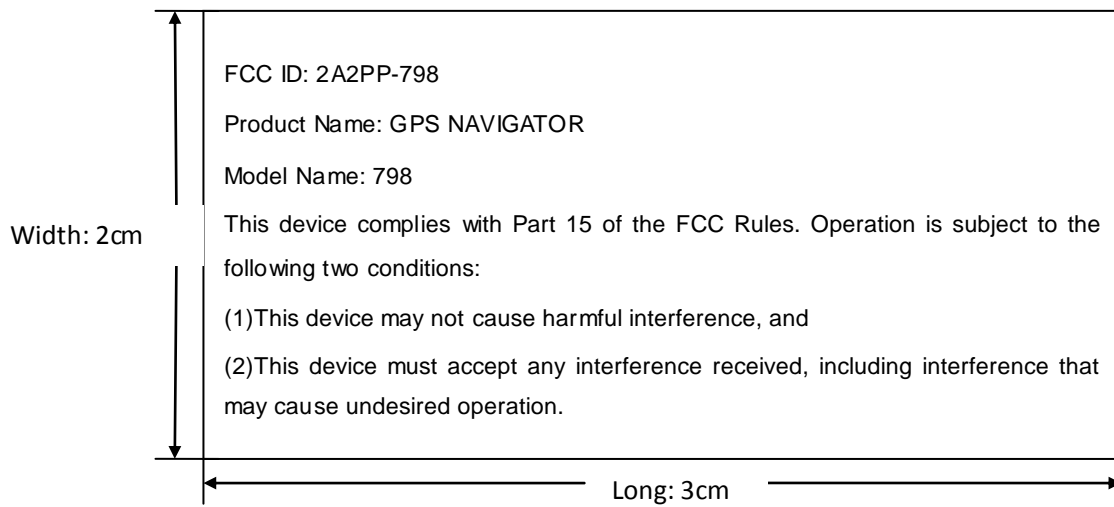 FCC ID: 2A2PP-798
Product Name: GPS NAVIGATOR
Model Name: 798
Width: 2cm
This device complies with Part 15 of the FCC Rules. Operation is subject to the
following two conditions:
(1)This device may not cause harmful interference, and
(2)This device must accept any interference received, including interference that
may cause undesired operation.
Long: 3cm